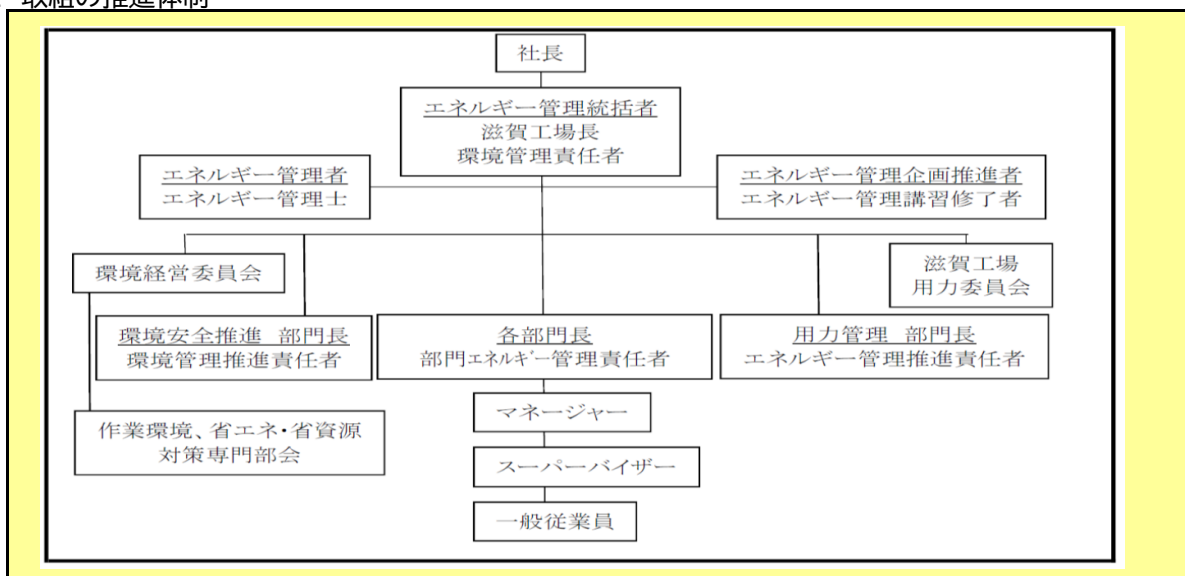 取組の推進体制
社長
エネルギー管理統括者
滋賀工場長
環境管理責任者
エネルギー管理者
エネルギー管理士
エネルギー管理企画推進者
エネルギー管理講習修了者
環境経営委員会
滋賀工場
用力委員会
環境安全推進 部門長
環境管理推進責任者
各部門長
部門エネルギー管理責任者
用力管理 部門長
エネルギー管理推進責任者
マネージャー
作業環境、省エネ・省資源
対策専門部会
スーパーバイザー
一般従業員